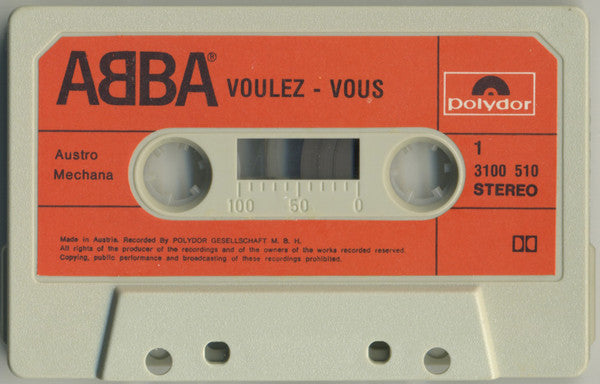 ABBA® VOULEZ - VOUS
polydor
Austro
Mechana
1
3100 510
STEREO
100 50 0
Made in Austria. Recorded By POLYDOR GESELLSCHAFT M. B. H.
All rights of the producer of the recordings and of the owners of the works recorded reserved.
Copying, public performance and broadcasting of these recordings prohibited.